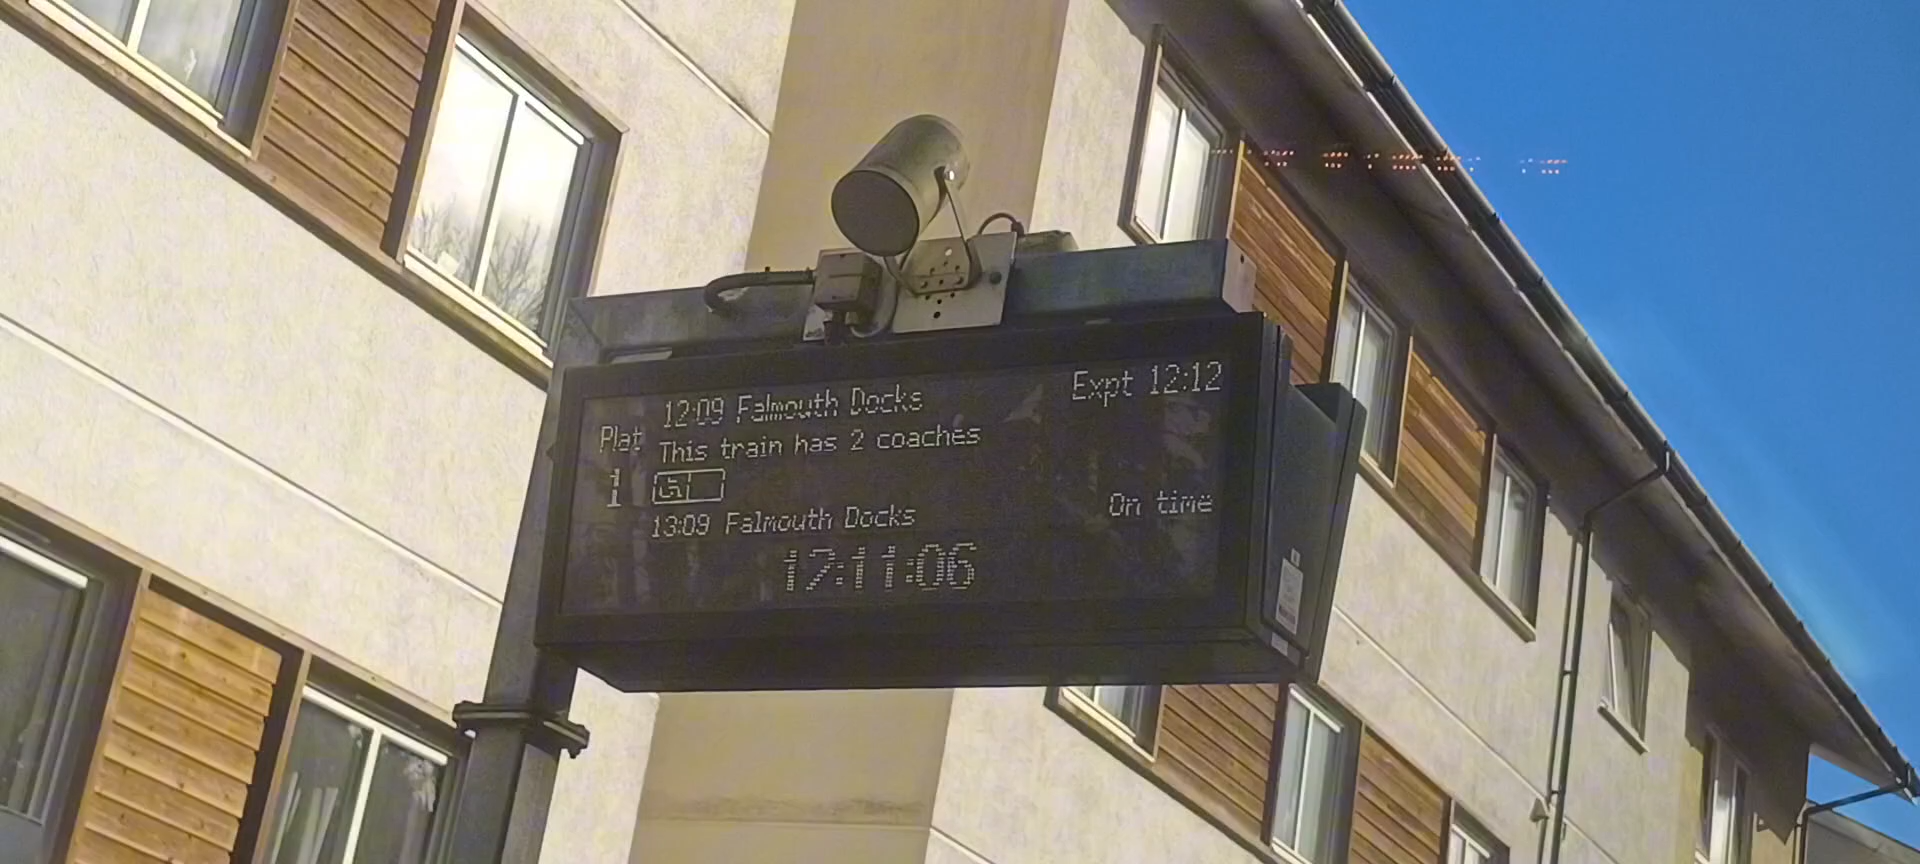 12:09 Falmouth Docks Expt 12:12
Plat
This train has 2 coaches
1
13:09 Falmouth Docks On time
12:11:06